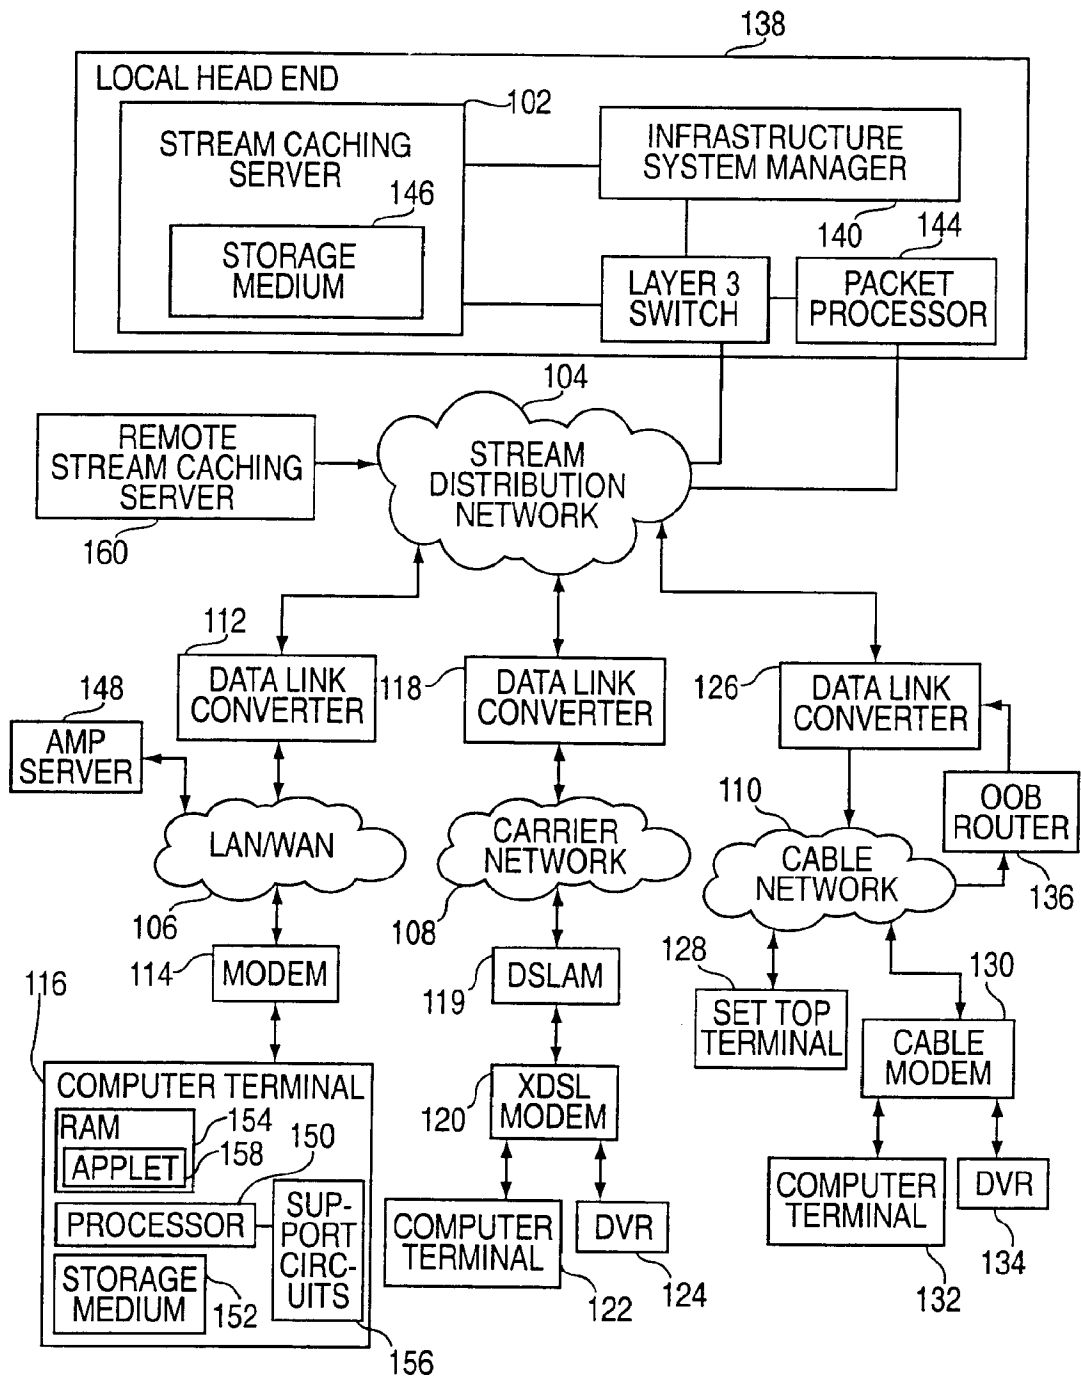 138
LOCAL HEAD END
102
STREAM CACHING
SERVER
146
STORAGE
MEDIUM
INFRASTRUCTURE
SYSTEM MANAGER
140
144
LAYER 3
SWITCH
PACKET
PROCESSOR
104
REMOTE
STREAM CACHING
SERVER
160
STREAM
DISTRIBUTION
NETWORK
112
DATA LINK
CONVERTER
118
DATA LINK
CONVERTER
126
DATA LINK
CONVERTER
148
AMP
SERVER
LAN/WAN
106
CARRIER
NETWORK
108
110
CABLE
NETWORK
OOB
ROUTER
136
114
MODEM
119
DSLAM
128
SET TOP
TERMINAL
130
CABLE
MODEM
116
COMPUTER TERMINAL
RAM
154
APPLET
158
150
PROCESSOR
STORAGE
MEDIUM
152
SUP-
PORT
CIRC-
UITS
156
120
XDSL
MODEM
COMPUTER
TERMINAL
122
DVR
124
COMPUTER
TERMINAL
132
DVR
134